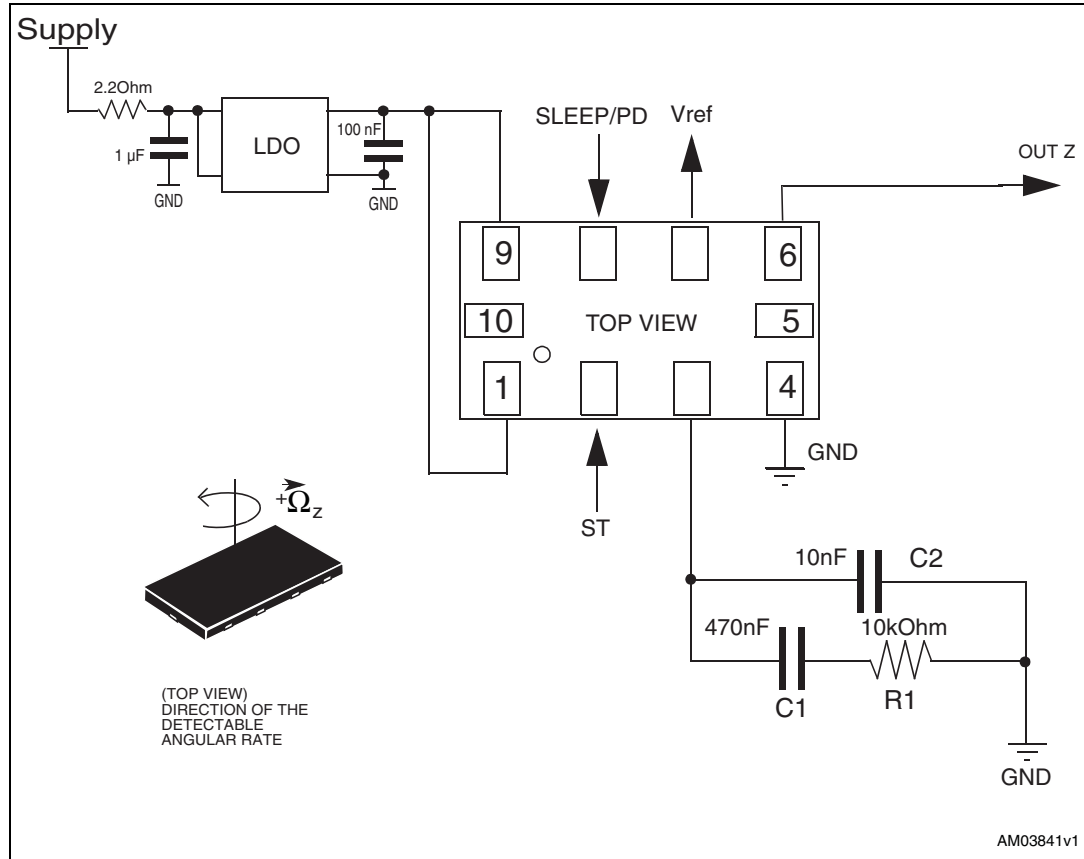 Supply
2.2Ohm
1 µF
GND
LDO
100 nF
GND
SLEEP/PD
Vref
OUT Z
9
6
10
TOP VIEW
5
1
4
GND
ST
+Ω z
10nF
C2
470nF
10kOhm
C1
R1
GND
(TOP VIEW)
DIRECTION OF THE
DETECTABLE
ANGULAR RATE
AM03841v1